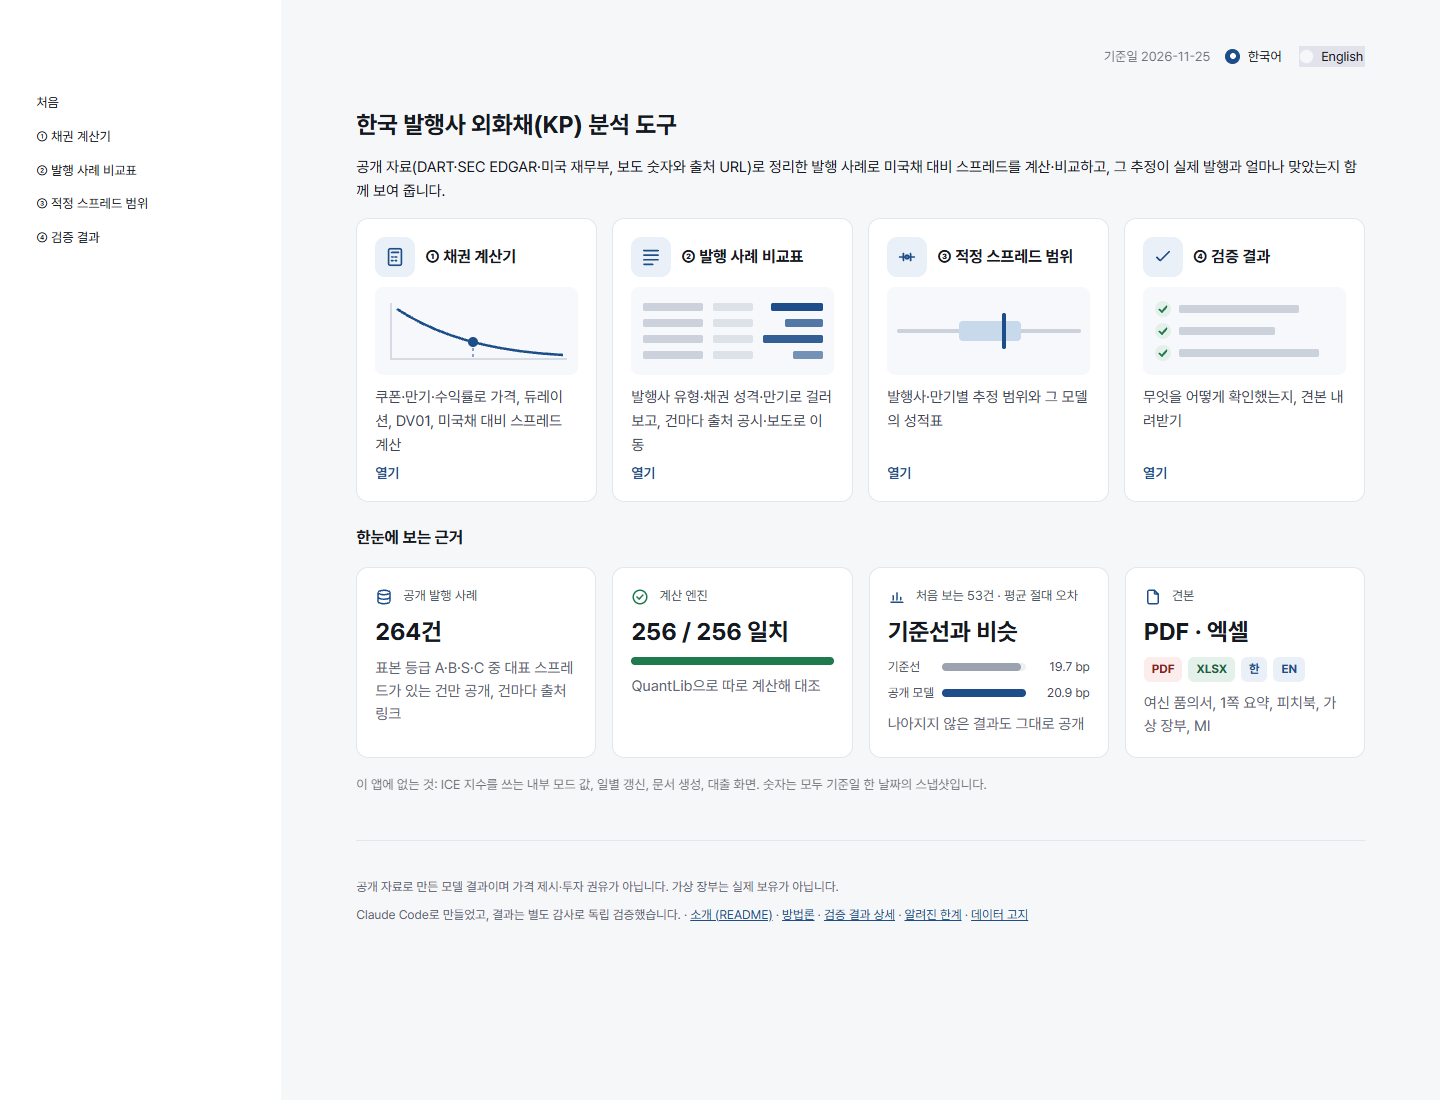 기준일 2026-11-25 한국어 English
처음
① 채권 계산기
② 발행 사례 비교표
③ 적정 스프레드 범위
④ 검증 결과
한국 발행사 외화채(KP) 분석 도구
공개 자료(DART·SEC EDGAR·미국 재무부, 보도 숫자와 출처 URL)로 정리한 발행 사례로 미국채 대비 스프레드를 계산·비교하고, 그 추정이 실제 발행과 얼마나 맞았는지 함
께 보여 줍니다.
① 채권 계산기
쿠폰·만기·수익률로 가격, 듀레이
션, DV01, 미국채 대비 스프레드
계산
열기
② 발행 사례 비교표
발행사 유형·채권 성격·만기로 걸러
보고, 건마다 출처 공시·보도로 이
동
열기
③ 적정 스프레드 범위
발행사·만기별 추정 범위와 그 모델
의 성적표
열기
④ 검증 결과
무엇을 어떻게 확인했는지, 견본 내
려받기
열기
한눈에 보는 근거
공개 발행 사례
264건
표본 등급 A·B·S·C 중 대표 스프레
드가 있는 건만 공개, 건마다 출처
링크
계산 엔진
256 / 256 일치
QuantLib으로 따로 계산해 대조
처음 보는 53건 · 평균 절대 오차
기준선과 비슷
기준선 19.7 bp
공개 모델 20.9 bp
나아지지 않은 결과도 그대로 공개
견본
PDF · 엑셀
PDF XLSX 한 EN
여신 품의서, 1쪽 요약, 피치북, 가
상 장부, MI
이 앱에 없는 것: ICE 지수를 쓰는 내부 모드 값, 일별 갱신, 문서 생성, 대출 화면. 숫자는 모두 기준일 한 날짜의 스냅샷입니다.
공개 자료로 만든 모델 결과이며 가격 제시·투자 권유가 아닙니다. 가상 장부는 실제 보유가 아닙니다.
Claude Code로 만들었고, 결과는 별도 감사로 독립 검증했습니다. · 소개 (README) · 방법론 · 검증 결과 상세 · 알려진 한계 · 데이터 고지